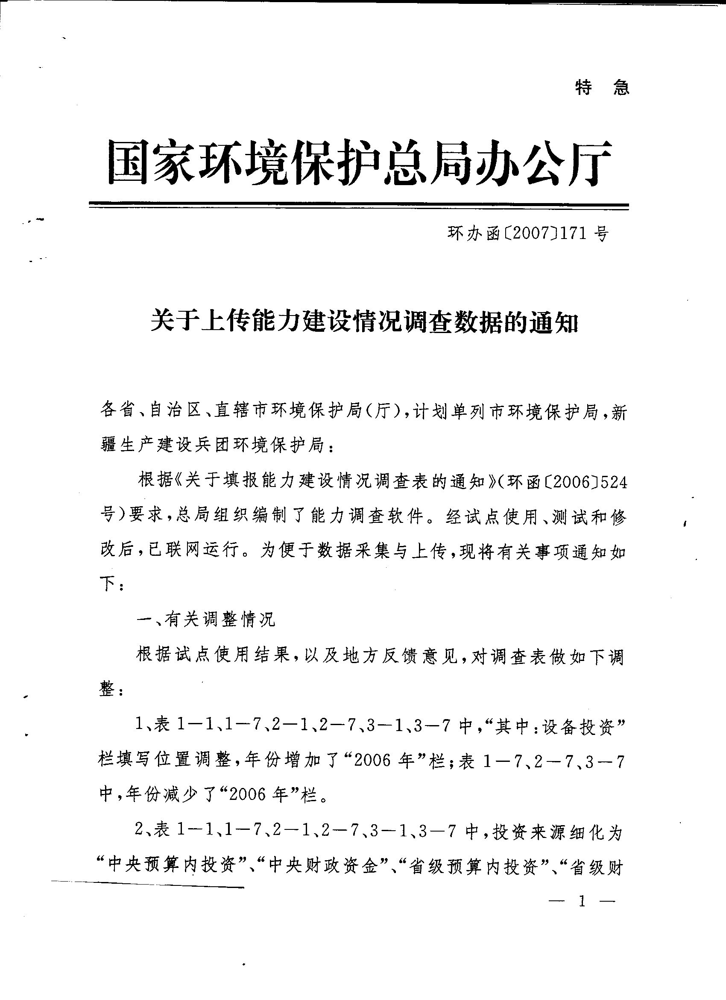 特 急
国家环境保护总局办公厅
环办函〔2007〕171 号
关于上传能力建设情况调查数据的通知
各省、自治区、直辖市环境保护局(厅),计划单列市环境保护局,新
疆生产建设兵团环境保护局:
根据《关于填报能力建设情况调查表的通知》(环函〔2006〕524
号)要求,总局组织编制了能力调查软件。经试点使用、测试和修
改后,已联网运行。为便于数据采集与上传,现将有关事项通知如
下:
一、有关调整情况
根据试点使用结果,以及地方反馈意见,对调查表做如下调
整:
1、表 1-1、1-7、2-1、2-7、3-1、3-7 中,“其中:设备投资”
栏填写位置调整,年份增加了“2006 年”栏;表 1-7、2-7、3-7
中,年份减少了“2006 年”栏。
2、表 1-1、1-7、2-1、2-7、3-1、3-7 中,投资来源细化为
“中央预算内投资”、“中央财政资金”、“省级预算内投资”、“省级财
— 1 —